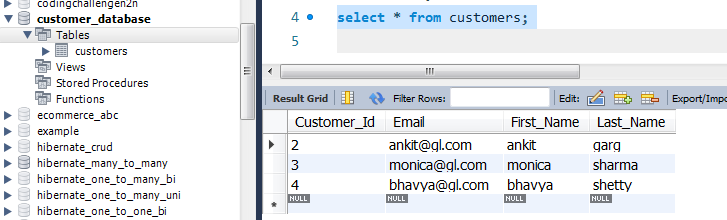 codingchallengen2n
customer_database
Tables
customers
Views
Stored Procedures
Functions
ecommerce_abc
example
hibernate_crud
hibernate_many_to_many
hibernate_one_to_many_bi
hibernate_one_to_many_uni
hibernate_one_to_one_bi
4 select * from customers;
5
Result Grid Filter Rows: Edit: Export/Impo
Customer_Id Email First_Name Last_Name
2 ankit@gl.com ankit garg
3 monica@gl.com monica sharma
4 bhavya@gl.com bhavya shetty
NULL NULL NULL NULL